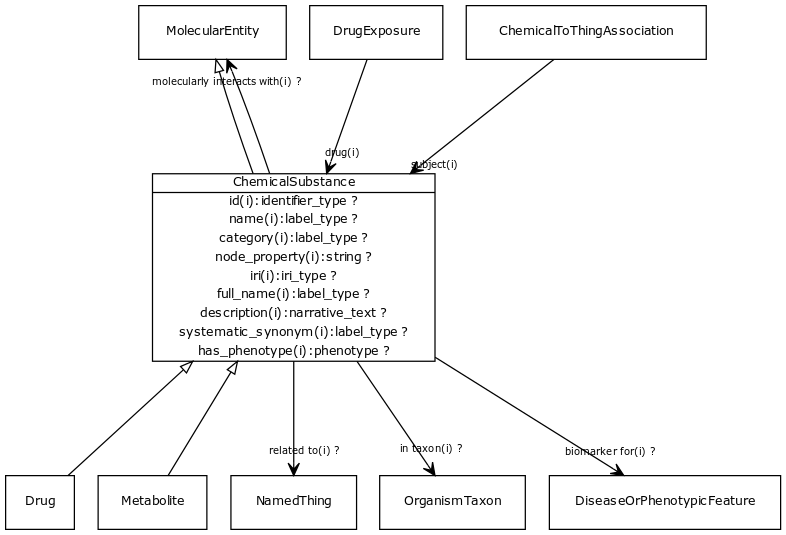 MolecularEntity
DrugExposure
ChemicalToThingAssociation
molecularly interacts with(i) ?
drug(i)
subject(i)
ChemicalSubstance
id(i):identifier_type ?
name(i):label_type ?
category(i):label_type ?
node_property(i):string ?
iri(i):iri_type ?
full_name(i):label_type ?
description(i):narrative_text ?
systematic_synonym(i):label_type ?
has_phenotype(i):phenotype ?
related to(i) ?
in taxon(i) ?
biomarker for(i) ?
Drug
Metabolite
NamedThing
OrganismTaxon
DiseaseOrPhenotypicFeature